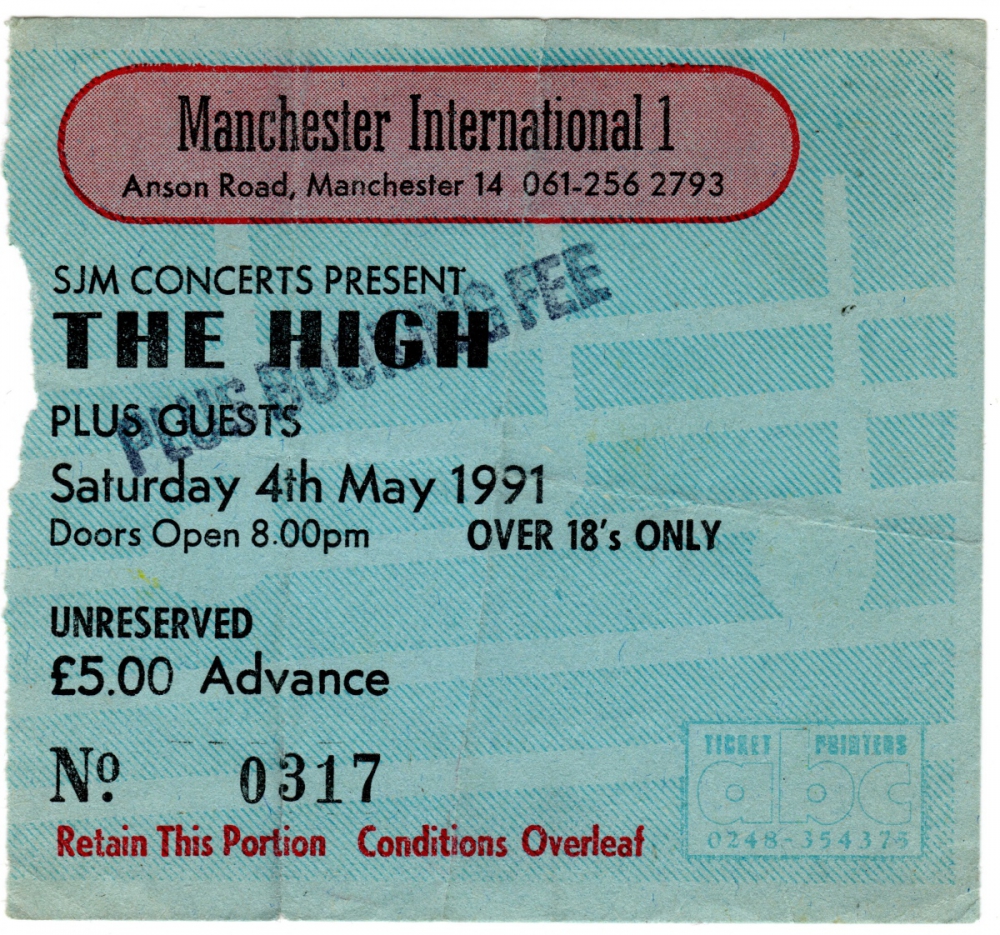 Manchester International 1
Anson Road, Manchester 14 061-256 2793
SJM CONCERTS PRESENT
THE HIGH
PLUS BOOKING FEE
PLUS GUESTS
Saturday 4th May 1991
Doors Open 8.00pm OVER 18's ONLY
UNRESERVED
£5.00 Advance
Nº. 0317
Retain This Portion Conditions Overleaf
TICKET PRINTERS
abc
0248-354375